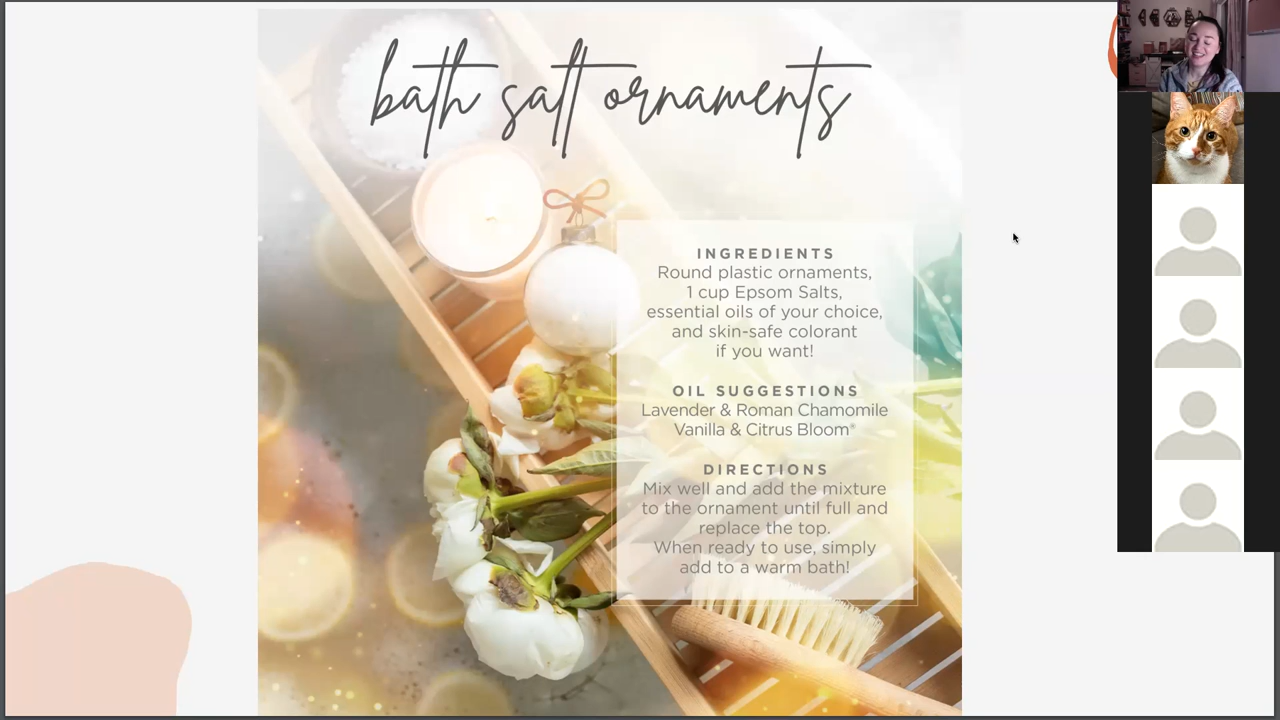 bath salt ornaments
INGREDIENTS
Round plastic ornaments,
1 cup Epsom Salts,
essential oils of your choice,
and skin-safe colorant
if you want!
OIL SUGGESTIONS
Lavender & Roman Chamomile
Vanilla & Citrus Bloom®
DIRECTIONS
Mix well and add the mixture
to the ornament until full and
replace the top.
When ready to use, simply
add to a warm bath!